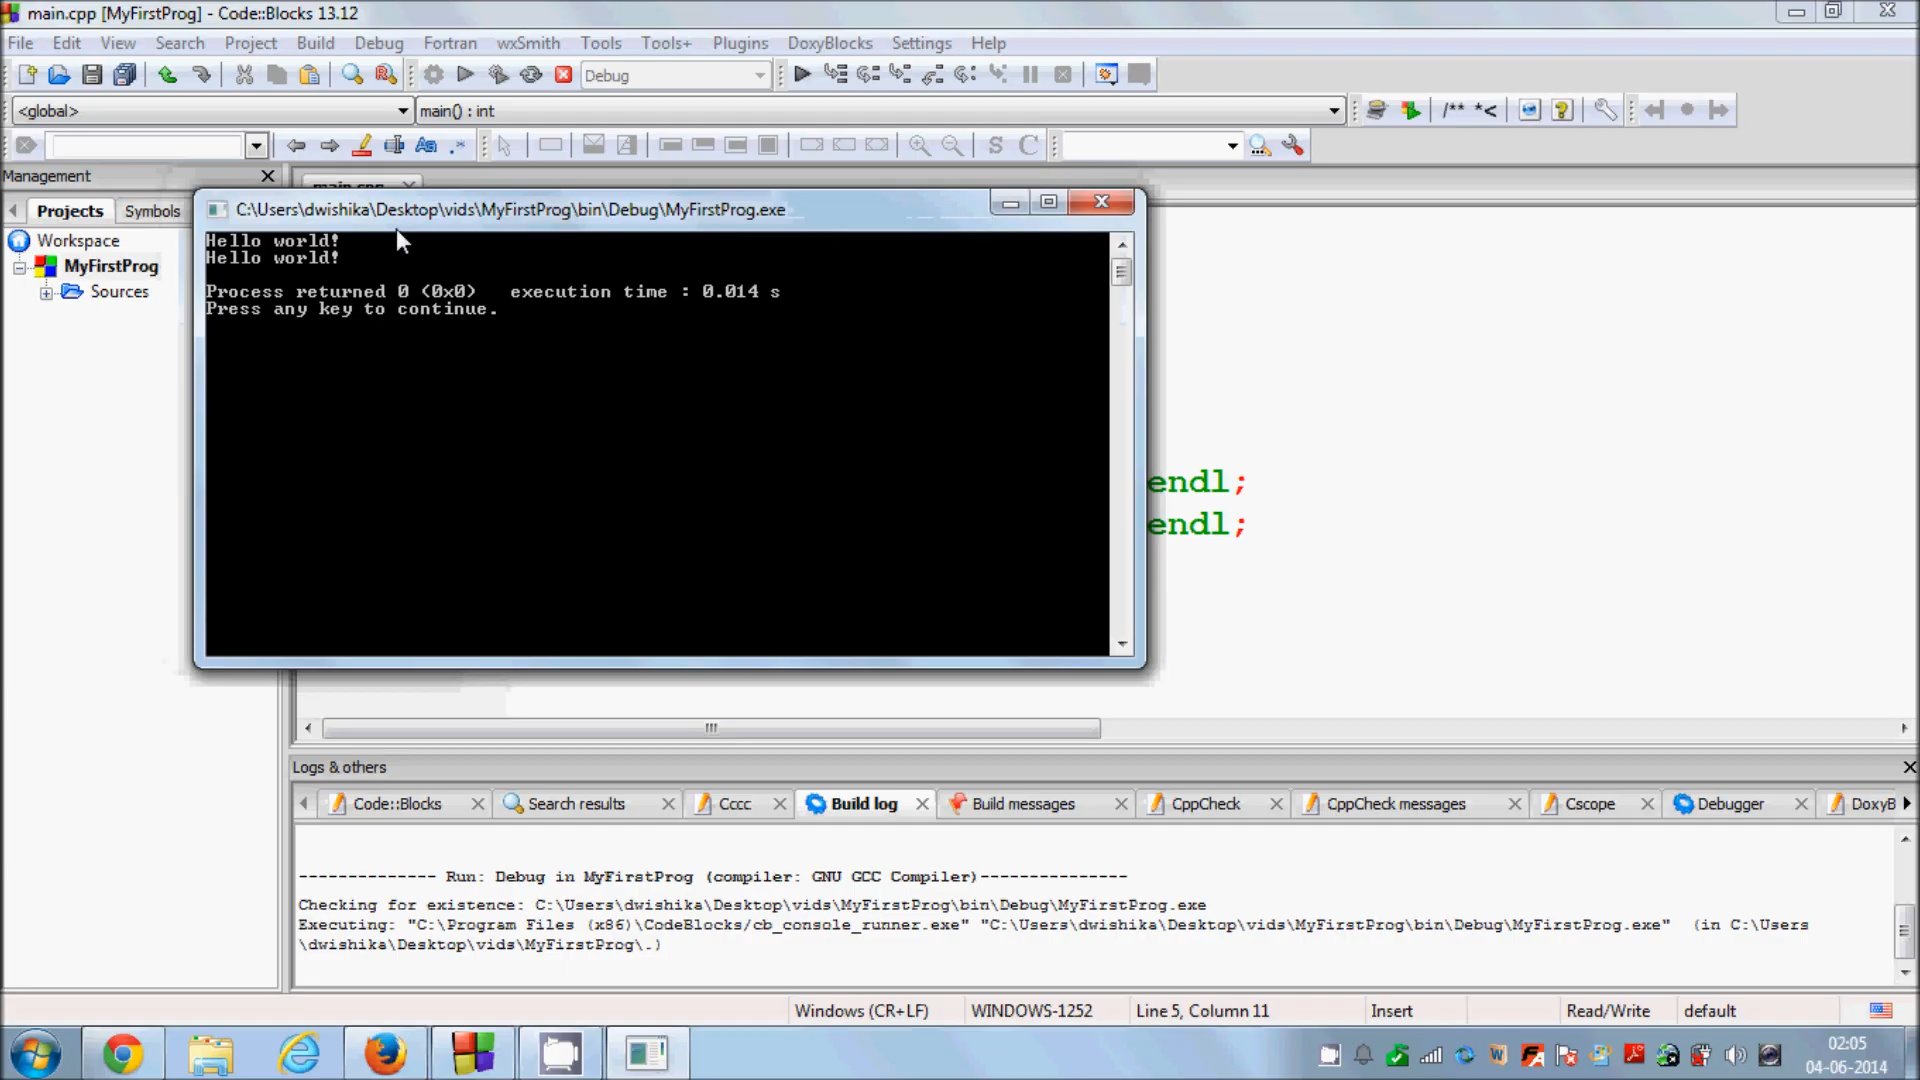 main.cpp [MyFirstProg] - Code::Blocks 13.12
File Edit View Search Project Build Debug Fortran wxSmith Tools Tools+ Plugins DoxyBlocks Settings Help
Debug
<global> main() : int
/** *<
S C
Management
main.cpp
Projects Symbols
Workspace
MyFirstProg
Sources
C:\Users\dwishika\Desktop\vids\MyFirstProg\bin\Debug\MyFirstProg.exe
Hello world!
Hello world!
Process returned 0 (0x0)   execution time : 0.014 s
Press any key to continue.
endl;
endl;
Logs & others
Code::Blocks Search results Cccc Build log Build messages CppCheck CppCheck messages Cscope Debugger DoxyB
-------------- Run: Debug in MyFirstProg (compiler: GNU GCC Compiler)---------------
Checking for existence: C:\Users\dwishika\Desktop\vids\MyFirstProg\bin\Debug\MyFirstProg.exe
Executing: "C:\Program Files (x86)\CodeBlocks/cb_console_runner.exe" "C:\Users\dwishika\Desktop\vids\MyFirstProg\bin\Debug\MyFirstProg.exe"  (in C:\Users
\dwishika\Desktop\vids\MyFirstProg\.)
Windows (CR+LF) WINDOWS-1252 Line 5, Column 11 Insert Read/Write default
02:05
04-06-2014